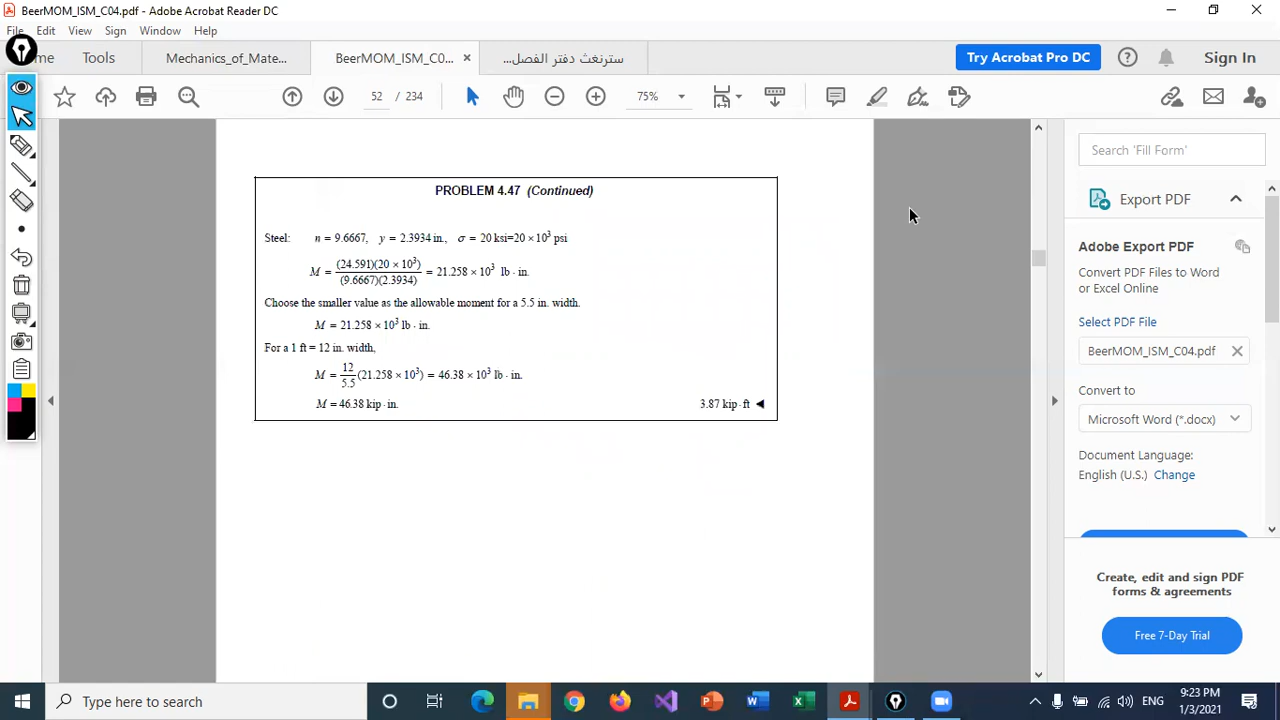 BeerMOM_ISM_C04.pdf - Adobe Acrobat Reader DC
File Edit View Sign Window Help
me Tools Mechanics_of_Mate... BeerMOM_ISM_C0... × سترنغث دفتر الفصل... Try Acrobat Pro DC Sign In
52 / 234 75%
PROBLEM 4.47 (Continued)
Steel: n = 9.6667, y = 2.3934 in., σ = 20 ksi=20 × 10³ psi
M = (24.591)(20 × 10³) / (9.6667)(2.3934) = 21.258 × 10³ lb · in.
Choose the smaller value as the allowable moment for a 5.5 in. width.
M = 21.258 × 10³ lb · in.
For a 1 ft = 12 in. width,
M = 12/5.5 (21.258 × 10³) = 46.38 × 10³ lb · in.
M = 46.38 kip · in. 3.87 kip · ft ◄
Search 'Fill Form'
Export PDF
Adobe Export PDF
Convert PDF Files to Word
or Excel Online
Select PDF File
BeerMOM_ISM_C04.pdf ×
Convert to
Microsoft Word (*.docx)
Document Language:
English (U.S.) Change
Create, edit and sign PDF
forms & agreements
Free 7-Day Trial
Type here to search
ENG
9:23 PM
1/3/2021